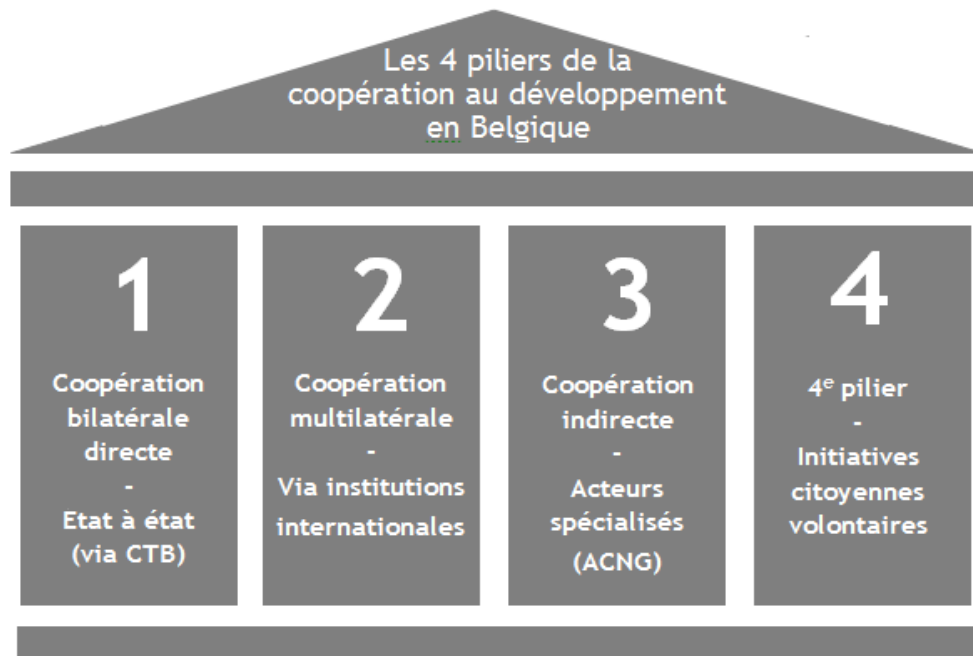 Les 4 piliers de la
coopération au développement
en Belgique
1
Coopération
bilatérale
directe
-
Etat à état
(via CTB)
2
Coopération
multilatérale
-
Via institutions
internationales
3
Coopération
indirecte
-
Acteurs
spécialisés
(ACNG)
4
4e pilier
-
Initiatives
citoyennes
volontaires